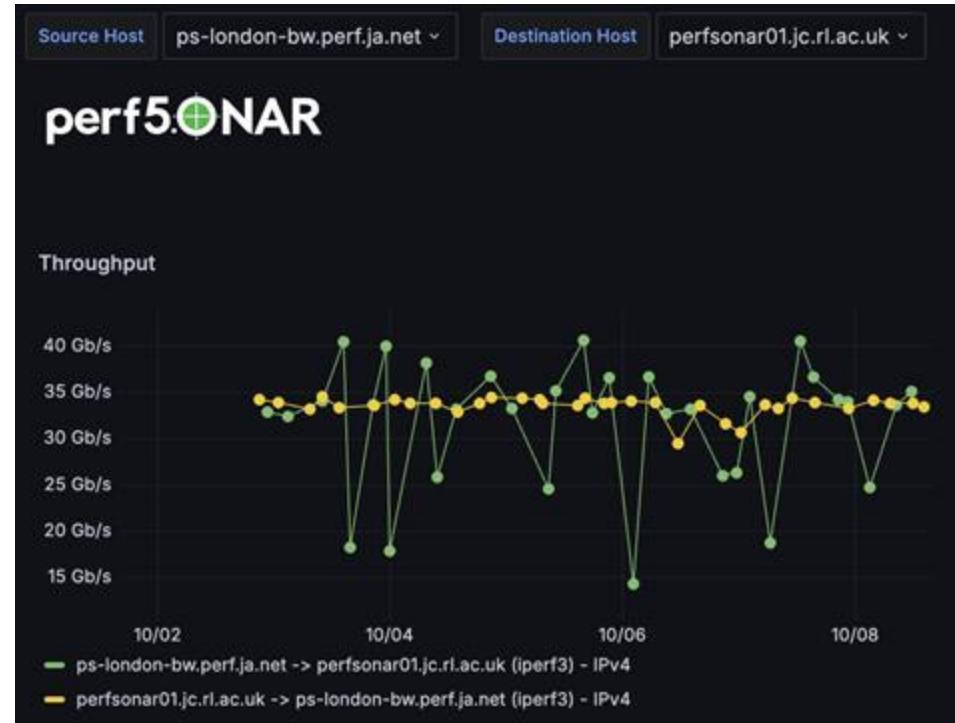 Source Host ps-london-bw.perf.ja.net Destination Host perfsonar01.jc.rl.ac.uk
perf5.ONAR
Throughput
40 Gb/s
35 Gb/s
30 Gb/s
25 Gb/s
20 Gb/s
15 Gb/s
10/02 10/04 10/06 10/08
ps-london-bw.perf.ja.net -> perfsonar01.jc.rl.ac.uk (iperf3) - IPv4
perfsonar01.jc.rl.ac.uk -> ps-london-bw.perf.ja.net (iperf3) - IPv4